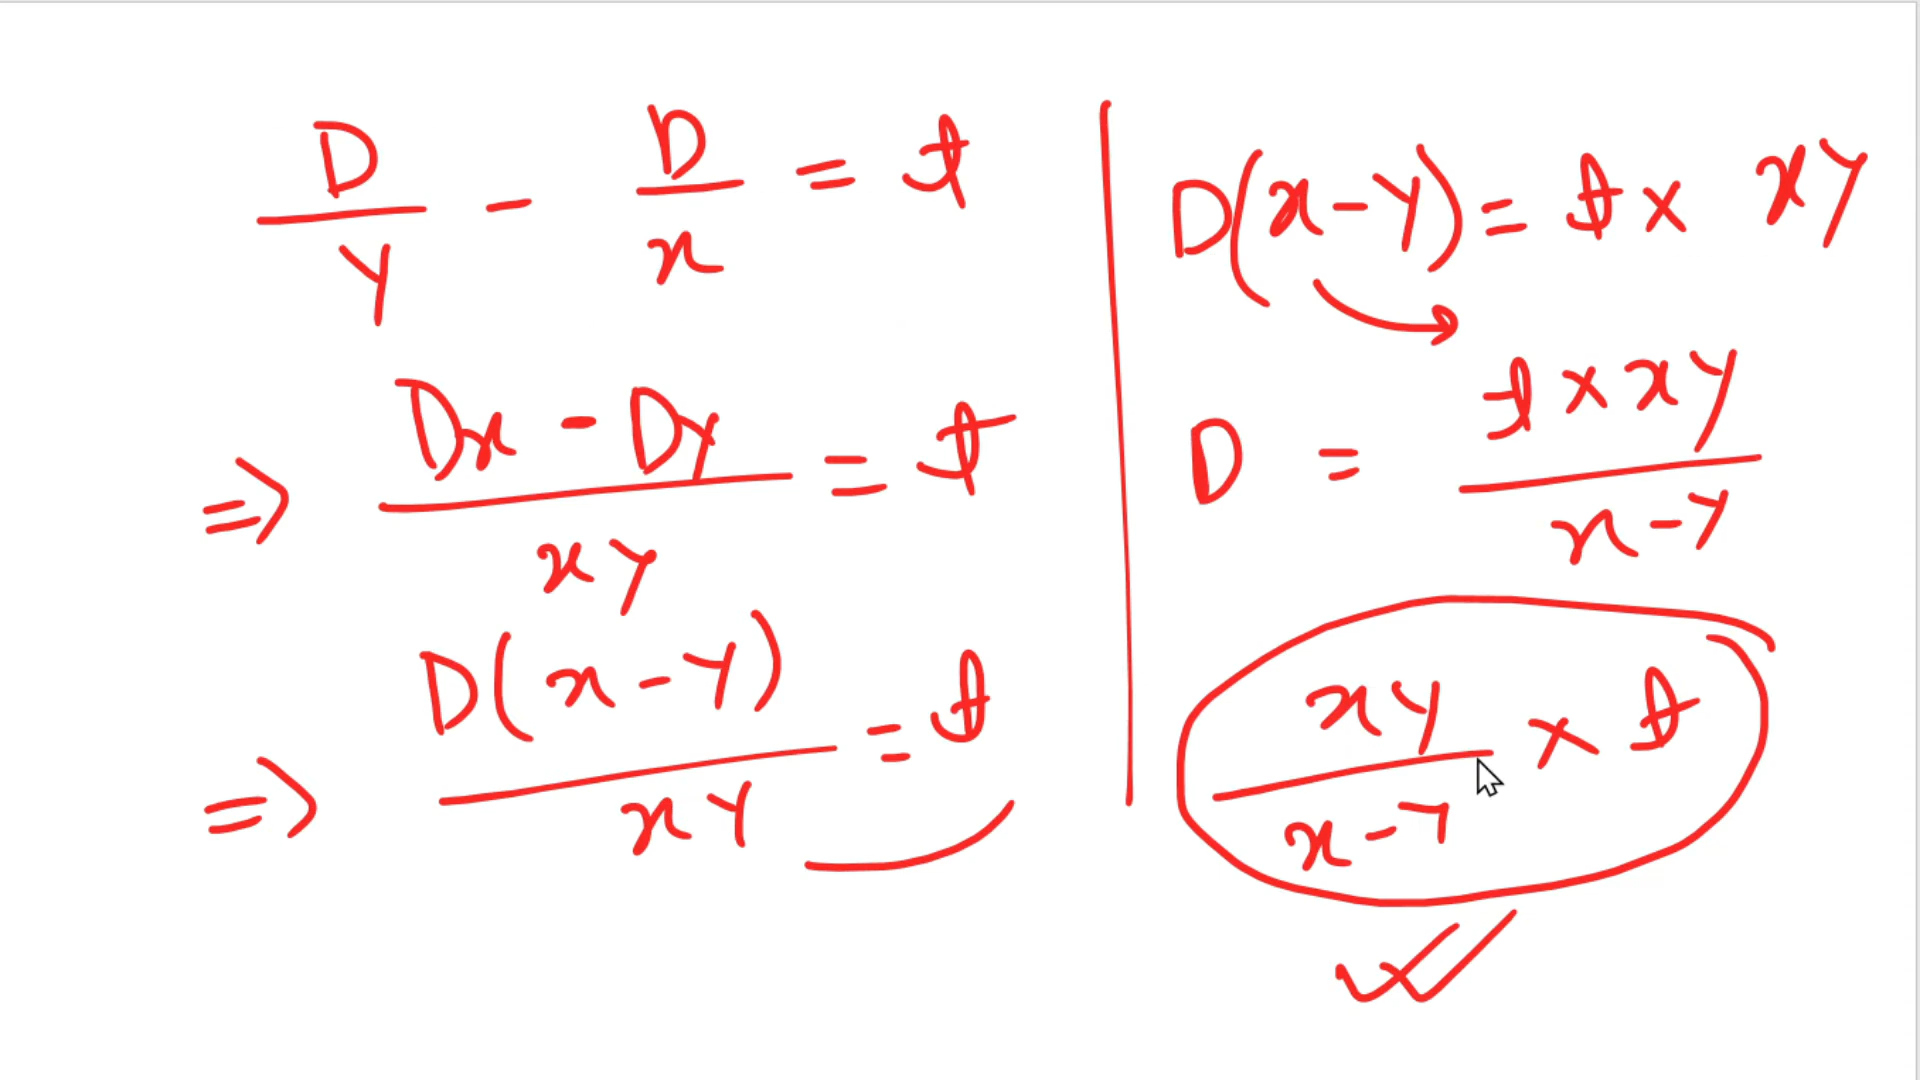 D/Y - D/x = t
⇒ Dx - Dy / xy = t
⇒ D(x-y) / xy = t
D(x-y) = t × xy
D = t × xy / x-y
xy / x-y × t